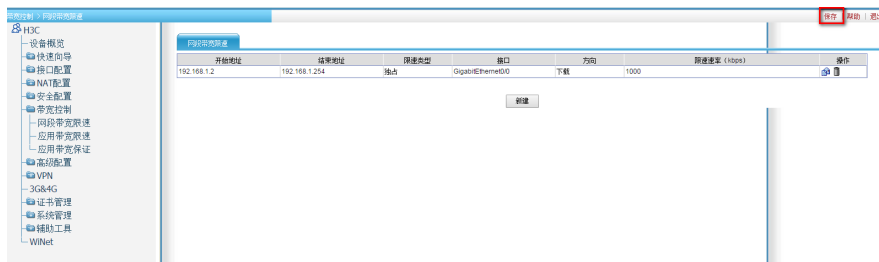 带宽控制 > 网段带宽限速
保存 | 帮助 | 退出
H3C
设备概览
快速向导
接口配置
NAT配置
安全配置
带宽控制
网段带宽限速
应用带宽限速
应用带宽保证
高级配置
VPN
3G&4G
证书管理
系统管理
辅助工具
WiNet
网段带宽限速
开始地址 结束地址 限速类型 接口 方向 限速速率 (kbps) 操作
192.168.1.2 192.168.1.254 独占 GigabitEthernet0/0 下载 1000
新建